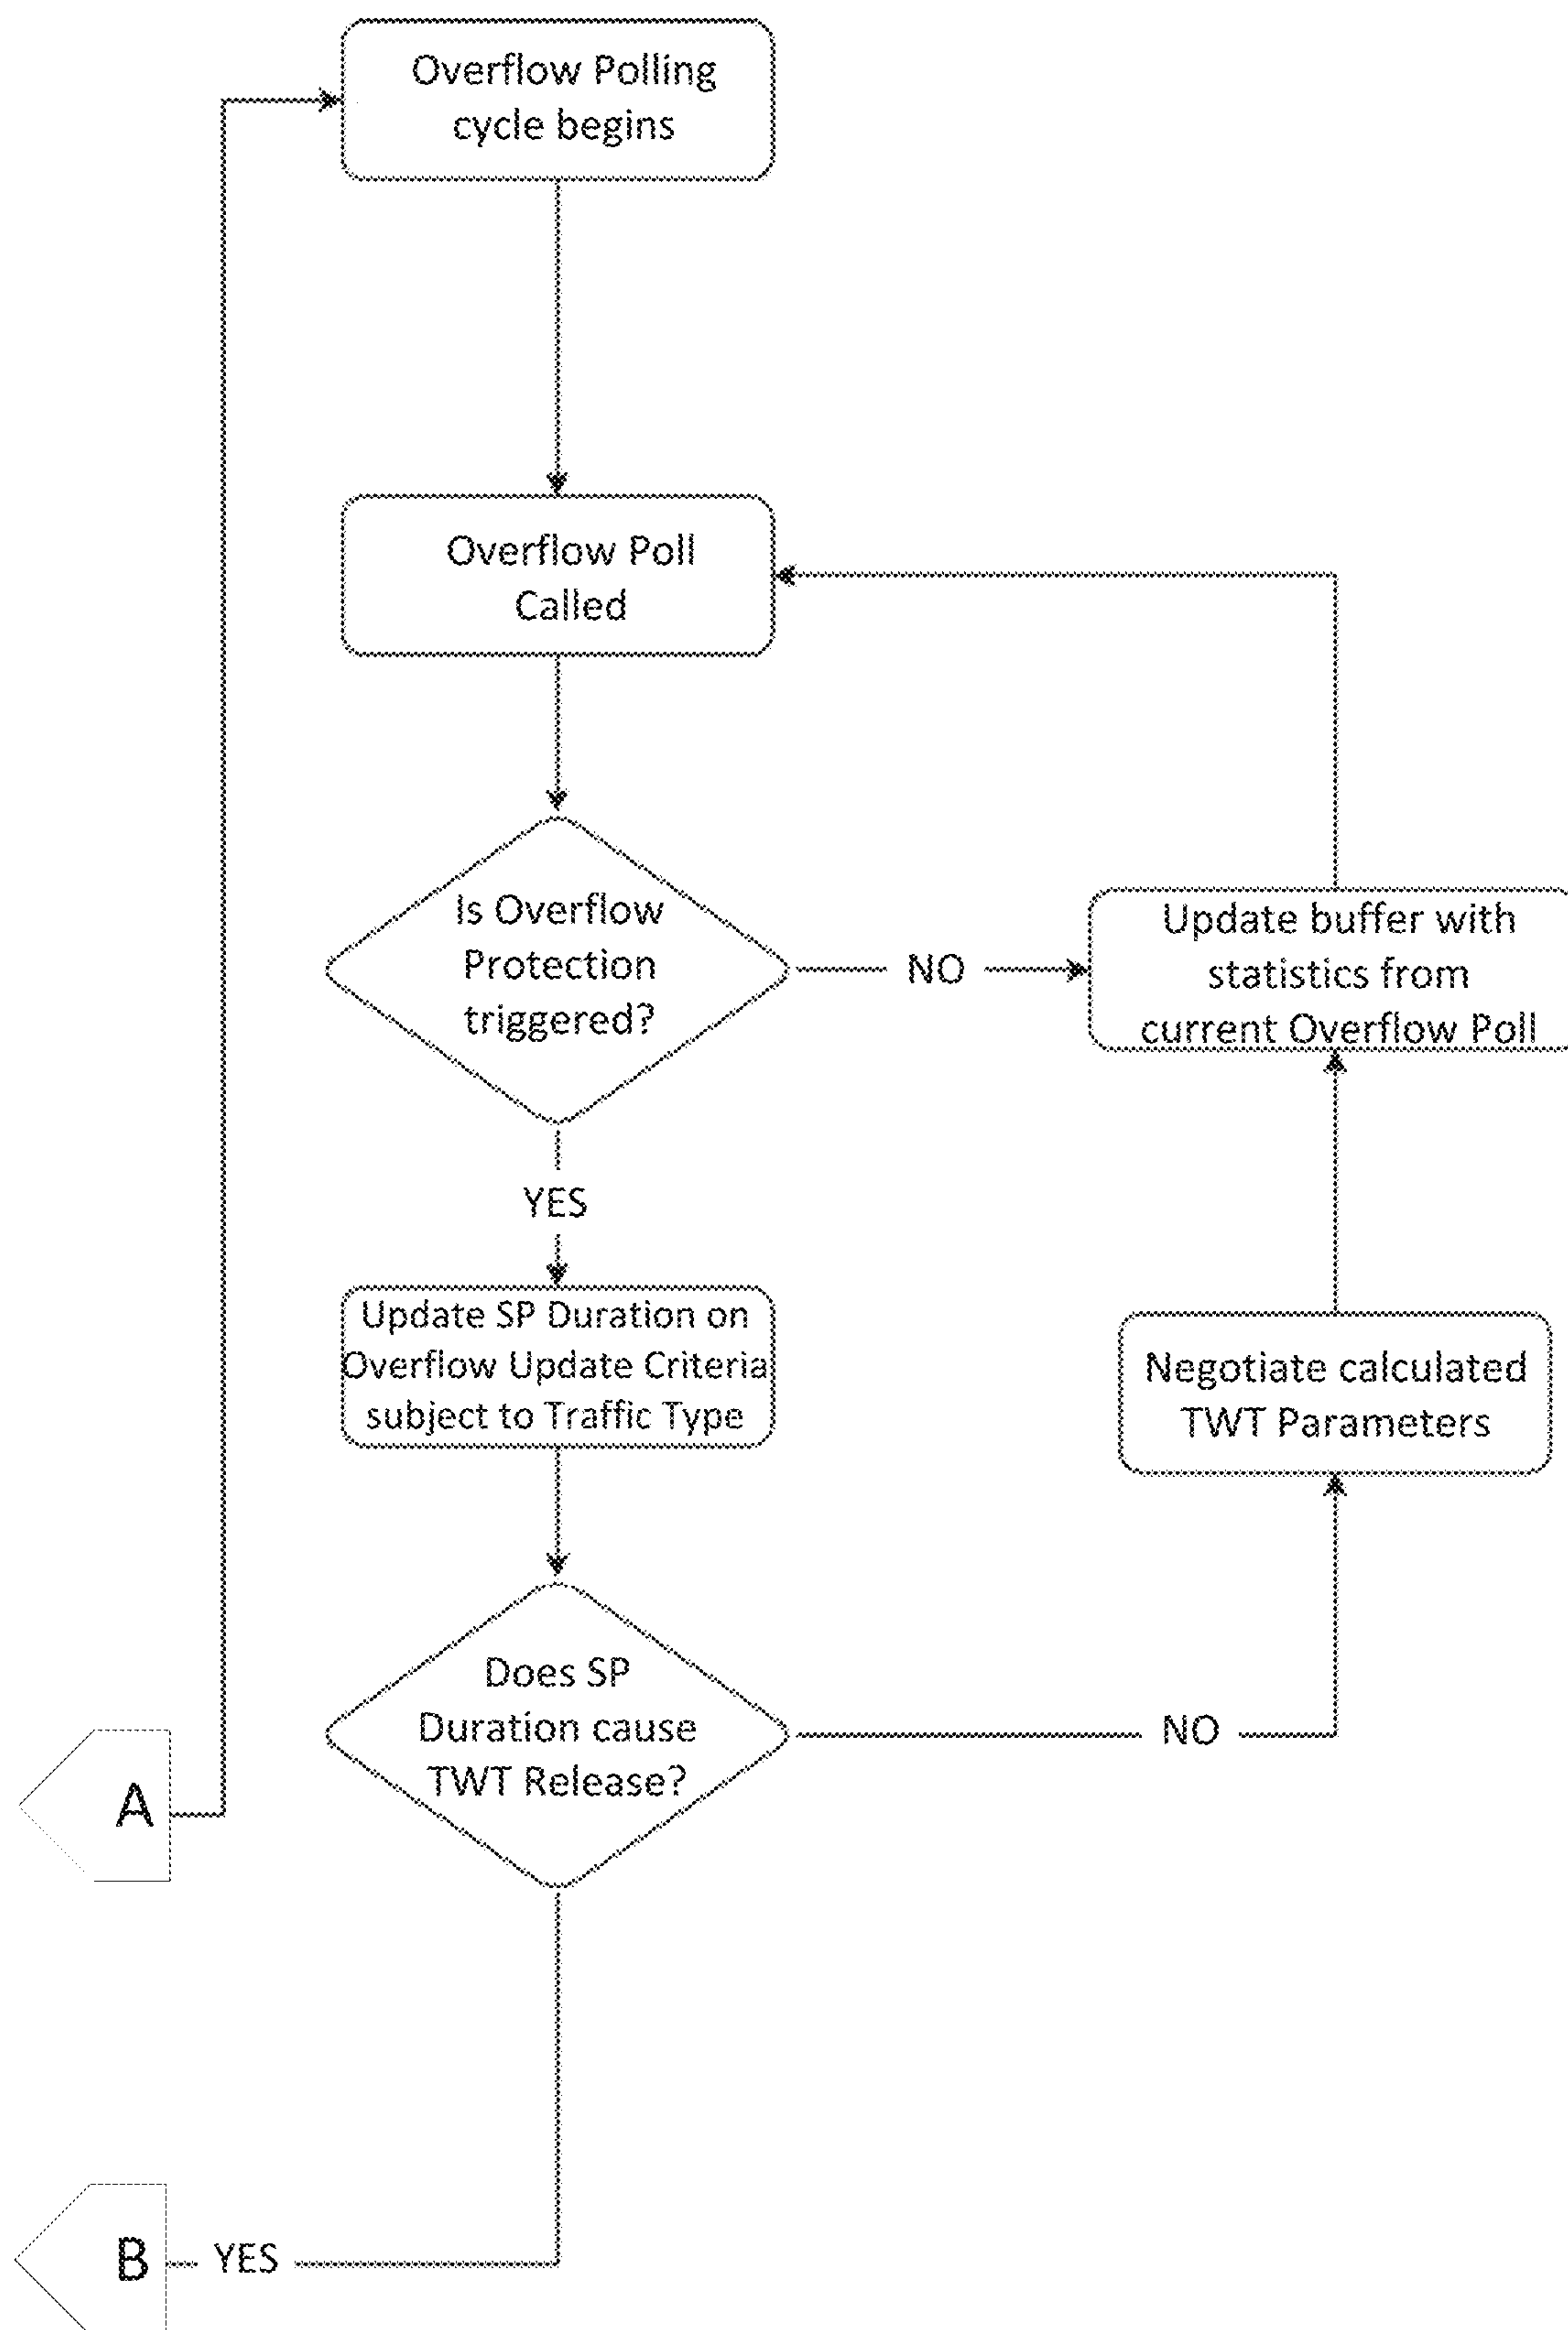 Overflow Polling
cycle begins
Overflow Poll
Called
Is Overflow
Protection
triggered?
NO
Update buffer with
statistics from
current Overflow Poll
YES
Update SP Duration on
Overflow Update Criteria
subject to Traffic Type
Negotiate calculated
TWT Parameters
Does SP
Duration cause
TWT Release?
NO
A
B
YES